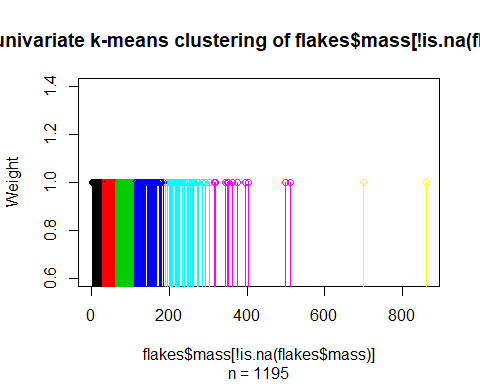 univariate k-means clustering of flakes$mass[!is.na(fl
Weight
0.6 0.8 1.0 1.2 1.4
0 200 400 600 800
flakes$mass[!is.na(flakes$mass)]
n = 1195